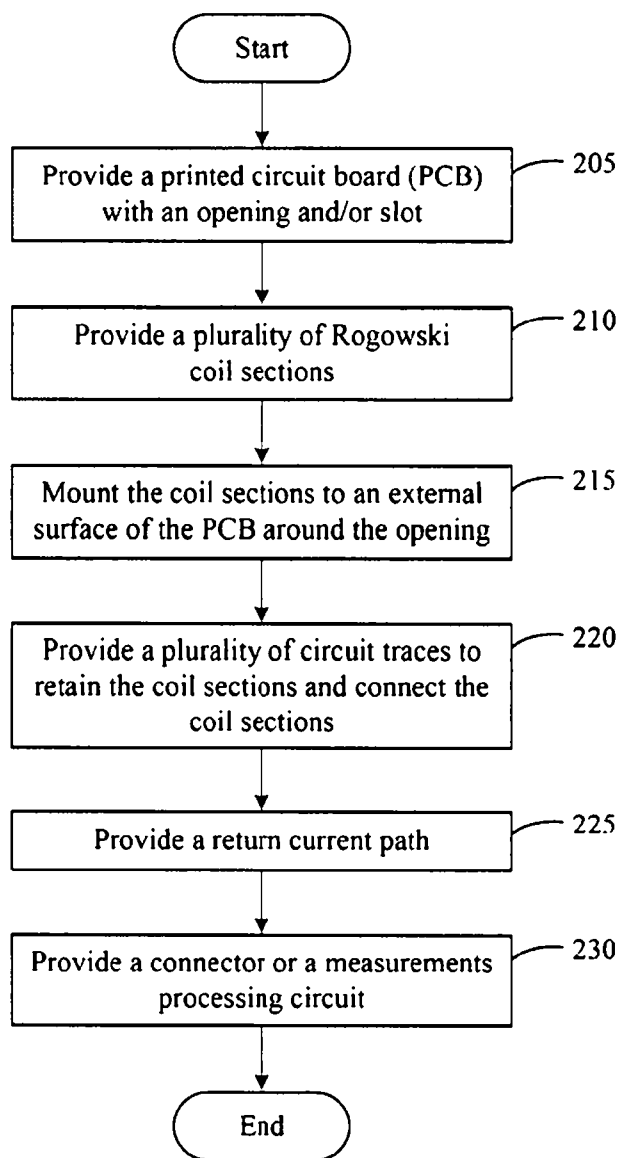 Start
205
Provide a printed circuit board (PCB)
with an opening and/or slot
210
Provide a plurality of Rogowski
coil sections
215
Mount the coil sections to an external
surface of the PCB around the opening
220
Provide a plurality of circuit traces to
retain the coil sections and connect the
coil sections
225
Provide a return current path
230
Provide a connector or a measurements
processing circuit
End